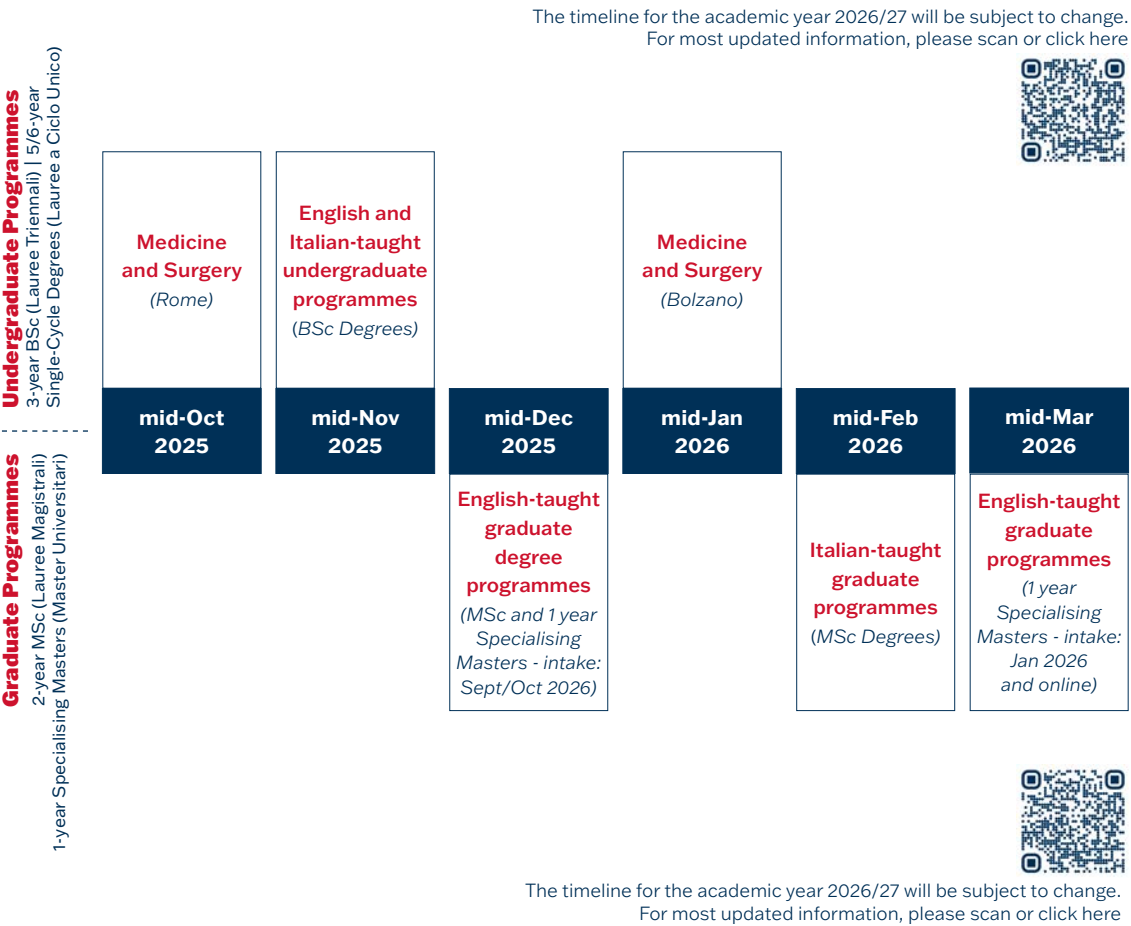 The timeline for the academic year 2026/27 will be subject to change.
For most updated information, please scan or click here
Undergraduate Programmes
3-year BSc (Lauree Triennali) | 5/6-year
Single-Cycle Degrees (Lauree a Ciclo Unico)
Medicine
and Surgery
(Rome)
English and
Italian-taught
undergraduate
programmes
(BSc Degrees)
Medicine
and Surgery
(Bolzano)
mid-Oct
2025
mid-Nov
2025
mid-Dec
2025
mid-Jan
2026
mid-Feb
2026
mid-Mar
2026
Graduate Programmes
2-year MSc (Lauree Magistrali)
1-year Specialising Masters (Master Universitari)
English-taught
graduate
degree
programmes
(MSc and 1 year
Specialising
Masters - intake:
Sept/Oct 2026)
Italian-taught
graduate
programmes
(MSc Degrees)
English-taught
graduate
programmes
(1 year
Specialising
Masters - intake:
Jan 2026
and online)
The timeline for the academic year 2026/27 will be subject to change.
For most updated information, please scan or click here